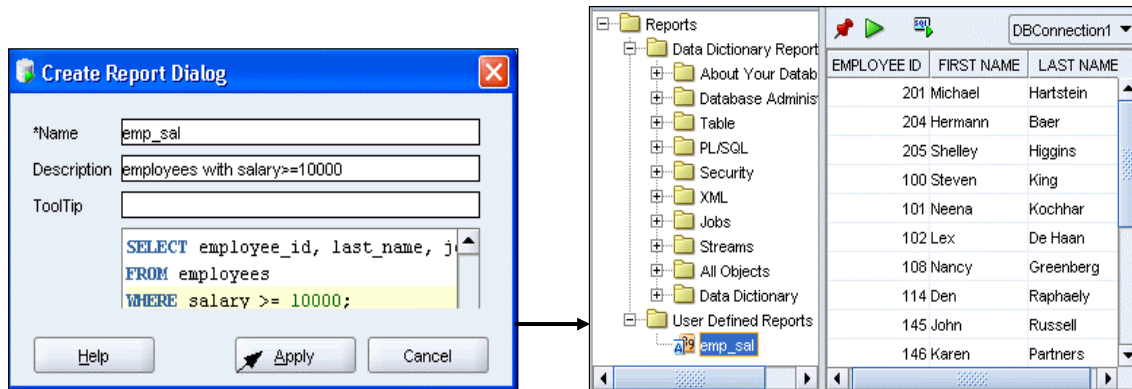 Create Report Dialog
*Name emp_sal
Description employees with salary>=10000
ToolTip
SELECT employee_id, last_name, j
FROM employees
WHERE salary >= 10000;
Help Apply Cancel
Reports
Data Dictionary Report
About Your Datab
Database Adminis
Table
PL/SQL
Security
XML
Jobs
Streams
All Objects
Data Dictionary
User Defined Reports
emp_sal
SQL DBConnection1
EMPLOYEE ID FIRST NAME LAST NAME
201 Michael Hartstein
204 Hermann Baer
205 Shelley Higgins
100 Steven King
101 Neena Kochhar
102 Lex De Haan
108 Nancy Greenberg
114 Den Raphaely
145 John Russell
146 Karen Partners